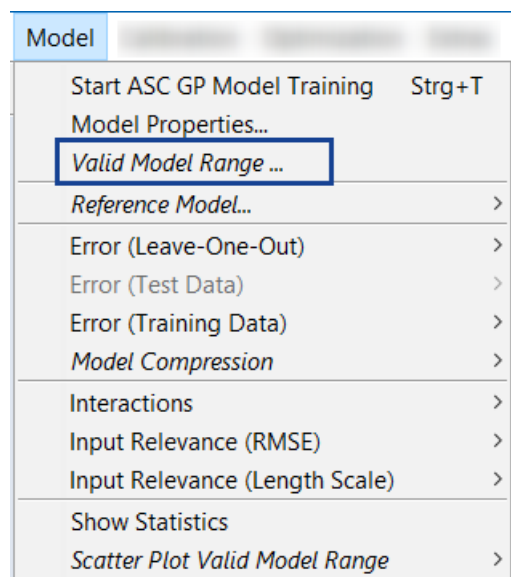 Model
Start ASC GP Model Training Strg+T
Model Properties...
Valid Model Range ...
Reference Model...
Error (Leave-One-Out)
Error (Test Data)
Error (Training Data)
Model Compression
Interactions
Input Relevance (RMSE)
Input Relevance (Length Scale)
Show Statistics
Scatter Plot Valid Model Range